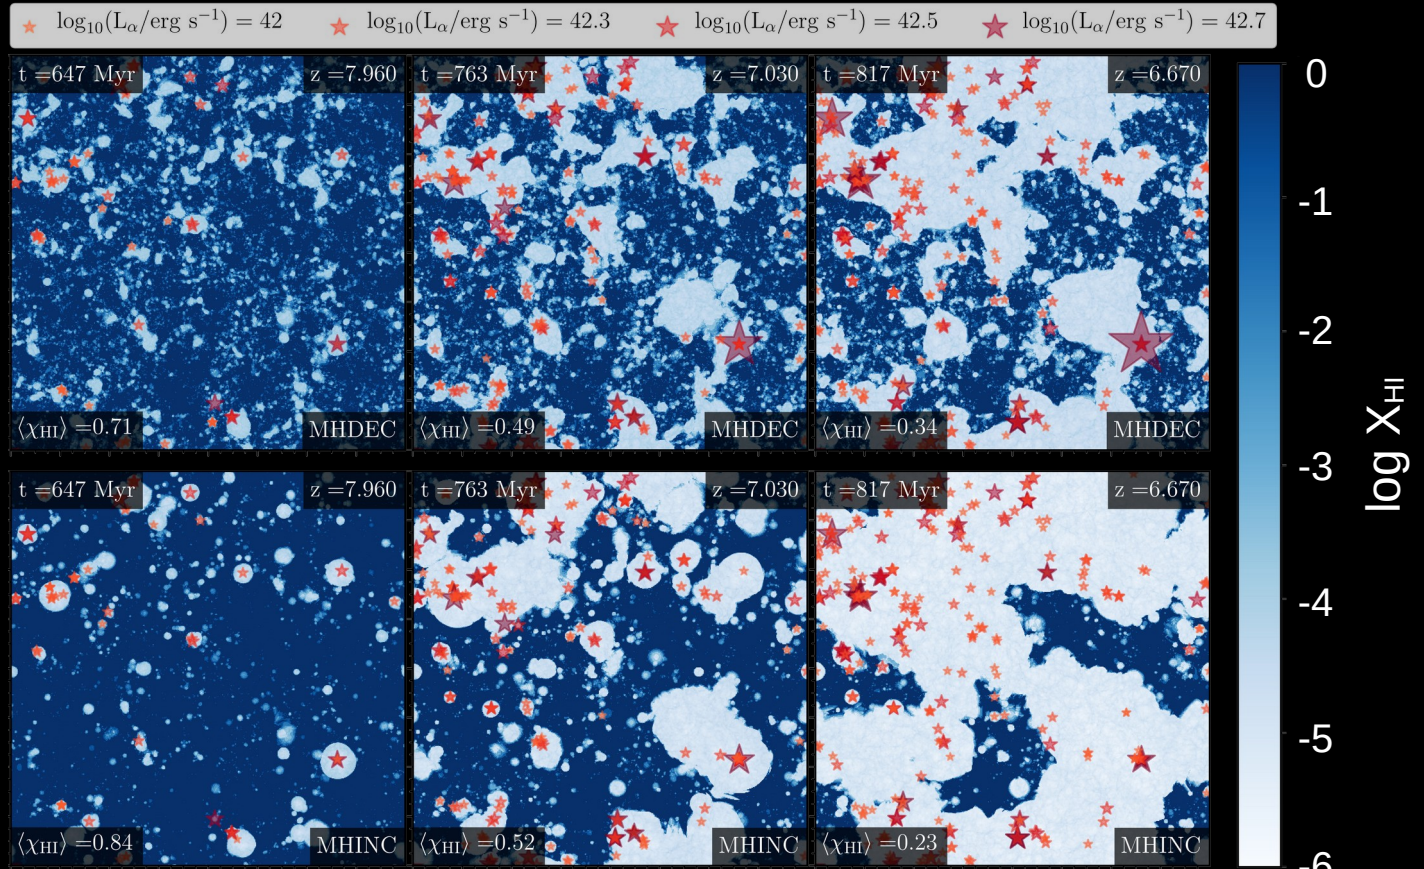 log₁₀(Lα/erg s⁻¹) = 42 log₁₀(Lα/erg s⁻¹) = 42.3 log₁₀(Lα/erg s⁻¹) = 42.5 log₁₀(Lα/erg s⁻¹) = 42.7
t =647 Myr z =7.960 t =763 Myr z =7.030 t =817 Myr z =6.670
⟨χHI⟩ =0.71 MHDEC ⟨χHI⟩ =0.49 MHDEC ⟨χHI⟩ =0.34 MHDEC
t =647 Myr z =7.960 t =763 Myr z =7.030 t =817 Myr z =6.670
⟨χHI⟩ =0.84 MHINC ⟨χHI⟩ =0.52 MHINC ⟨χHI⟩ =0.23 MHINC
0
-1
-2
-3
-4
-5
-6
log XHI